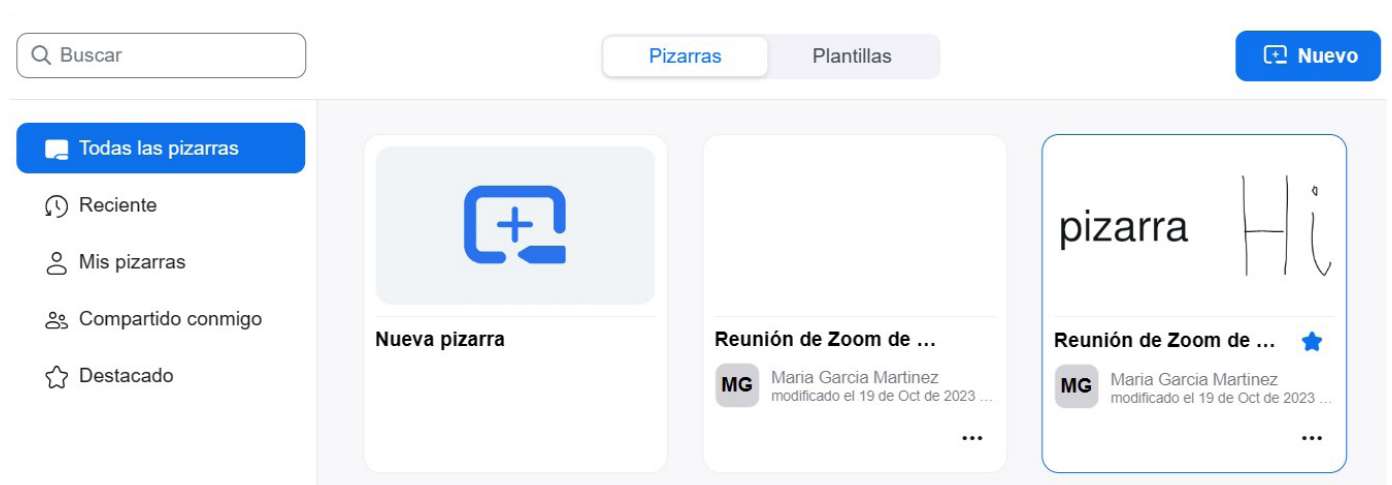 Buscar
Pizarras
Plantillas
Nuevo
Todas las pizarras
Reciente
Mis pizarras
Compartido conmigo
Destacado
Nueva pizarra
Reunión de Zoom de ...
MG
Maria Garcia Martinez
modificado el 19 de Oct de 2023 ...
pizarra Hi
Reunión de Zoom de ...
MG
Maria Garcia Martinez
modificado el 19 de Oct de 2023 ...